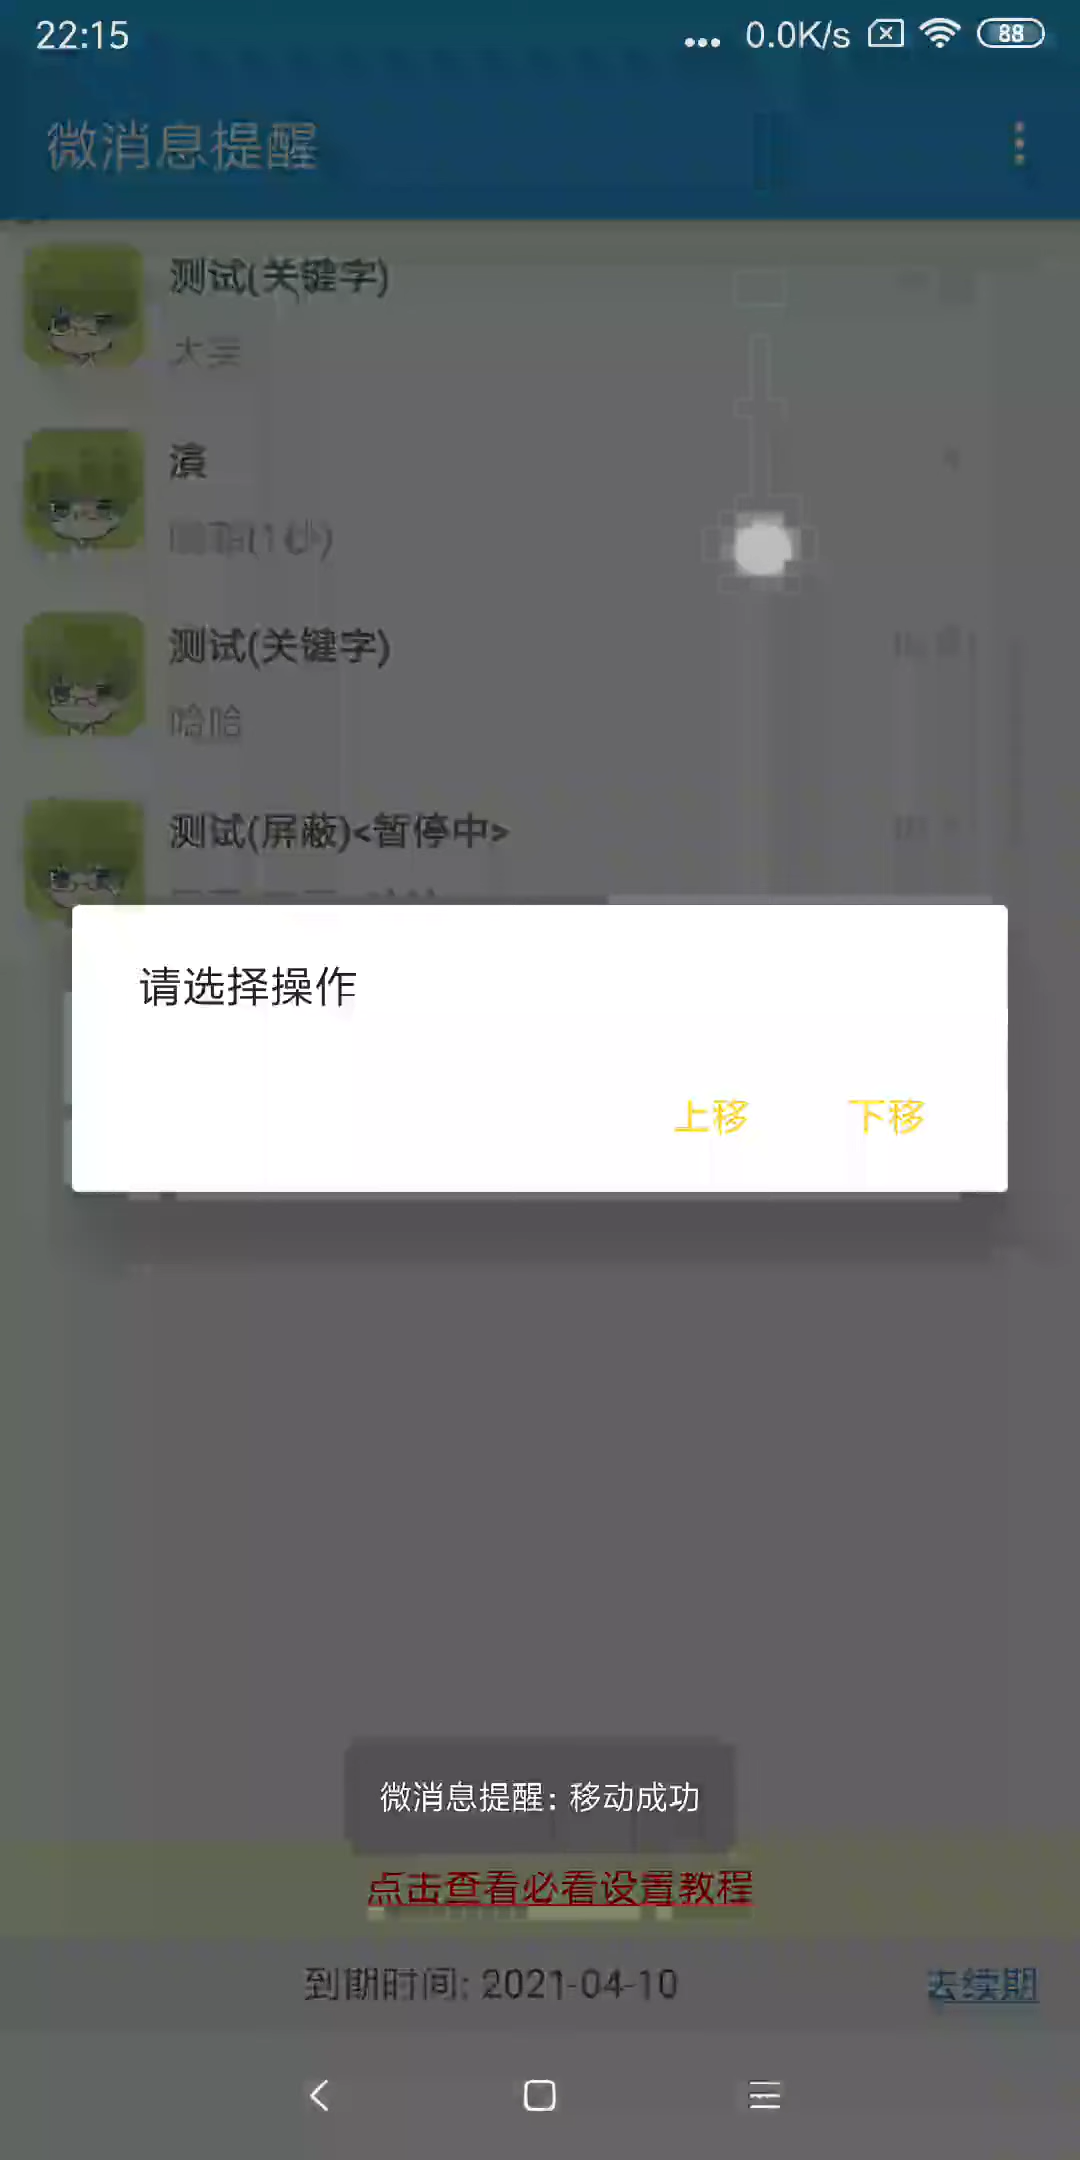 22:15
0.0K/s
88
微消息提醒
测试(关键字)
(1秒)
测试(关键字)
哈哈
测试(屏蔽)<暂停中>
请选择操作
上移 下移
微消息提醒: 移动成功
点击查看必看设置教程
到期时间: 2021-04-10
去续期